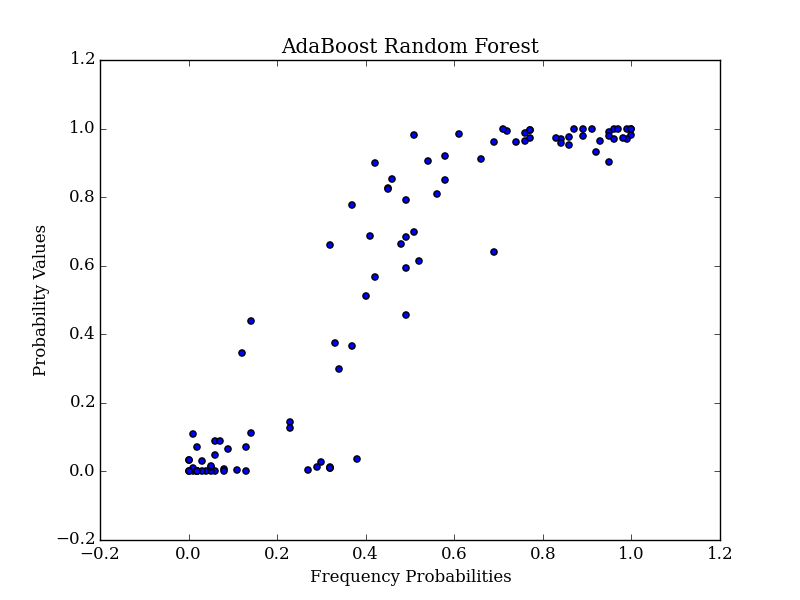 AdaBoost Random Forest
1.2
1.0
0.8
0.6
0.4
0.2
0.0
−0.2
Probability Values
−0.2 0.0 0.2 0.4 0.6 0.8 1.0 1.2
Frequency Probabilities